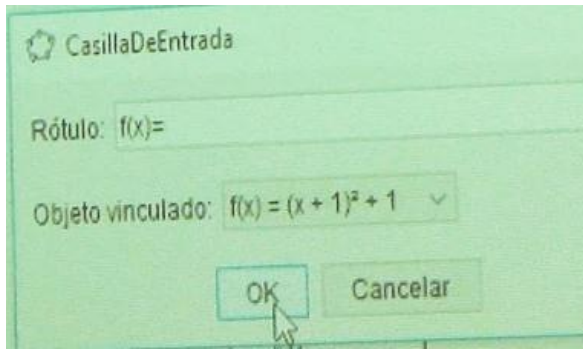 CasillaDeEntrada
Rótulo: f(x)=
Objeto vinculado: f(x) = (x + 1)² + 1
OK Cancelar